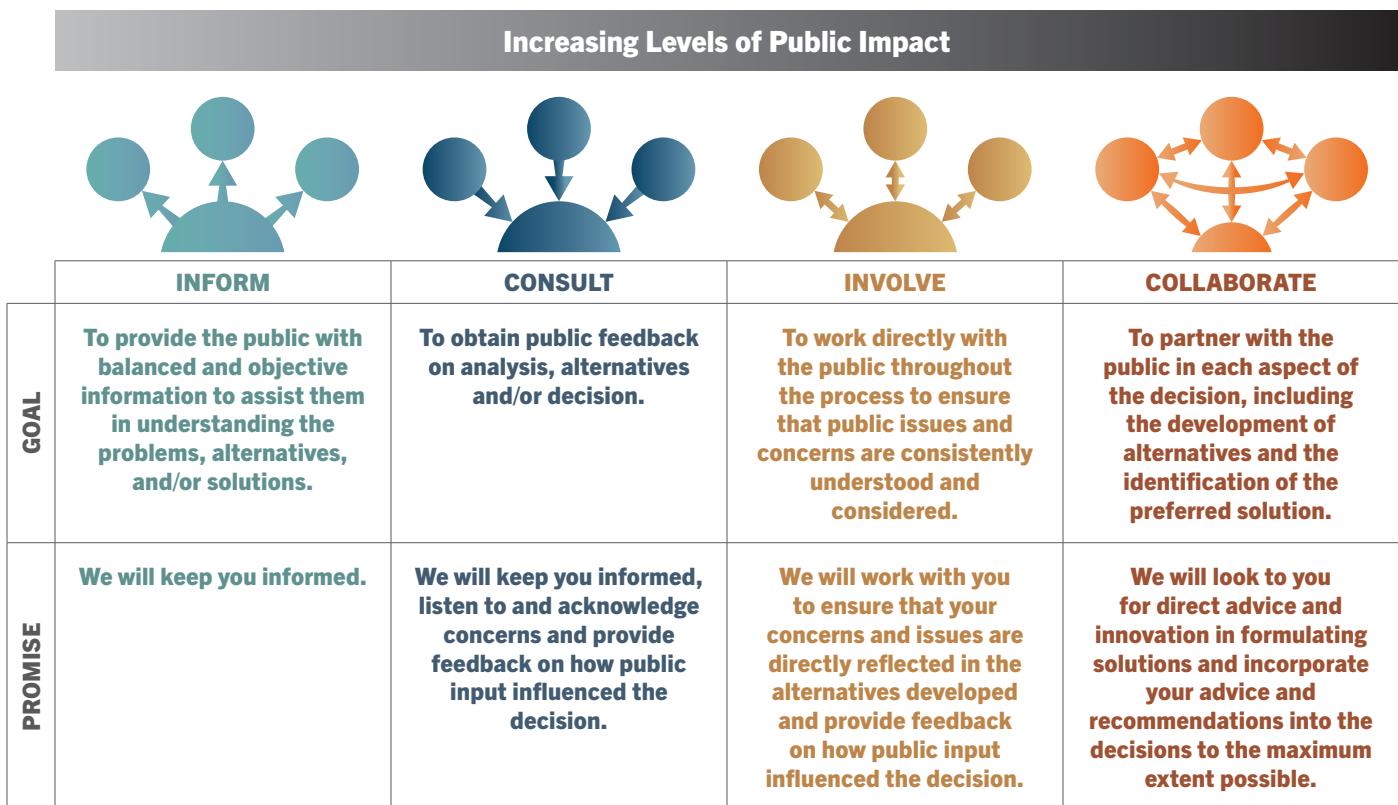 Increasing Levels of Public Impact
INFORM
CONSULT
INVOLVE
COLLABORATE
GOAL
To provide the public with
balanced and objective
information to assist them
in understanding the
problems, alternatives,
and/or solutions.
To obtain public feedback
on analysis, alternatives
and/or decision.
To work directly with
the public throughout
the process to ensure
that public issues and
concerns are consistently
understood and
considered.
To partner with the
public in each aspect of
the decision, including
the development of
alternatives and the
identification of the
preferred solution.
PROMISE
We will keep you informed.
We will keep you informed,
listen to and acknowledge
concerns and provide
feedback on how public
input influenced the
decision.
We will work with you
to ensure that your
concerns and issues are
directly reflected in the
alternatives developed
and provide feedback
on how public input
influenced the decision.
We will look to you
for direct advice and
innovation in formulating
solutions and incorporate
your advice and
recommendations into the
decisions to the maximum
extent possible.